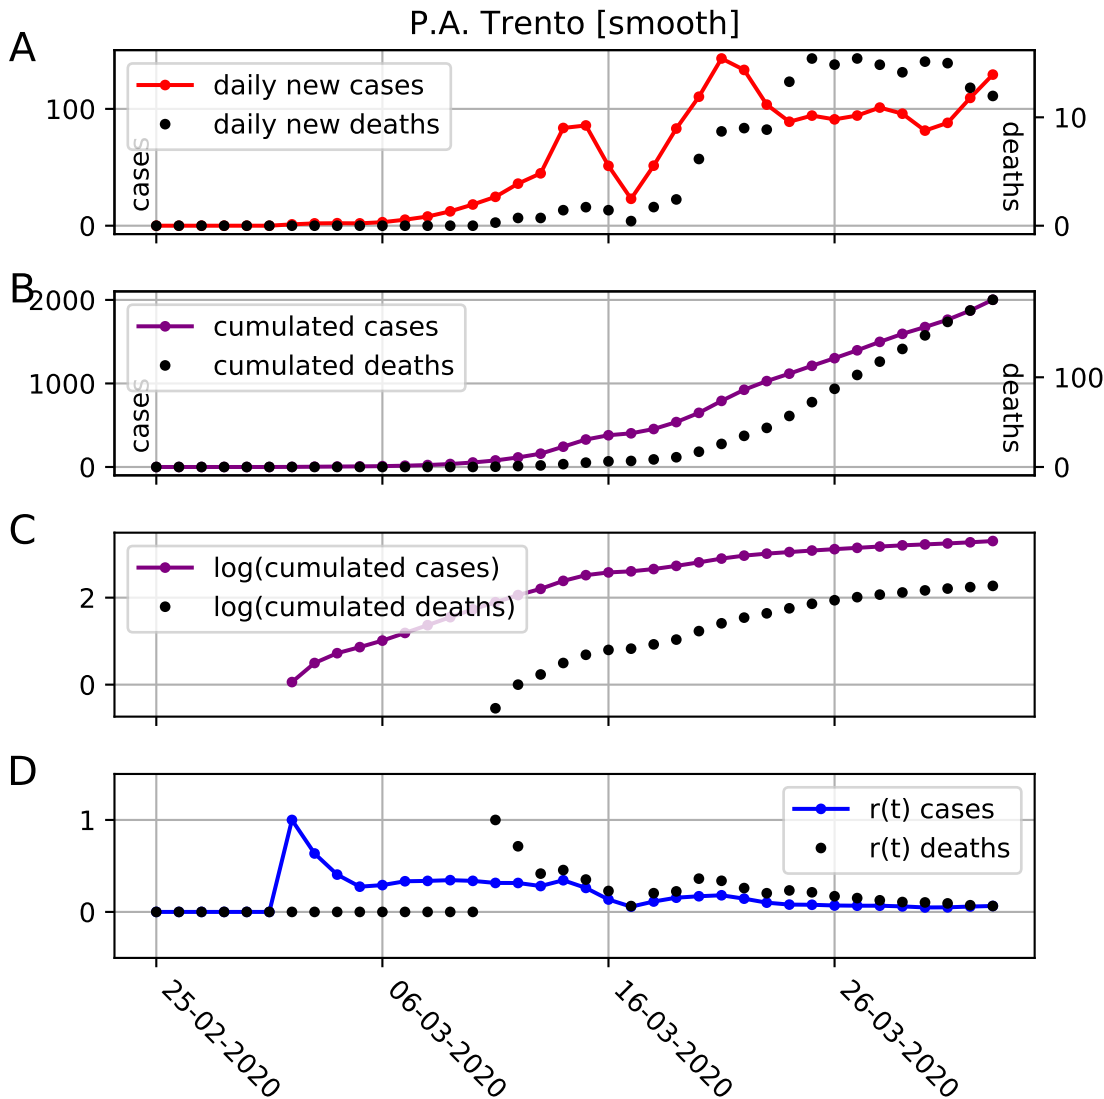 P.A. Trento [smooth]
A
daily new cases
daily new deaths
100
0
cases
10
0
deaths
B
cumulated cases
cumulated deaths
2000
1000
0
cases
100
0
deaths
C
log(cumulated cases)
log(cumulated deaths)
2
0
D
r(t) cases
r(t) deaths
1
0
25-02-2020
06-03-2020
16-03-2020
26-03-2020